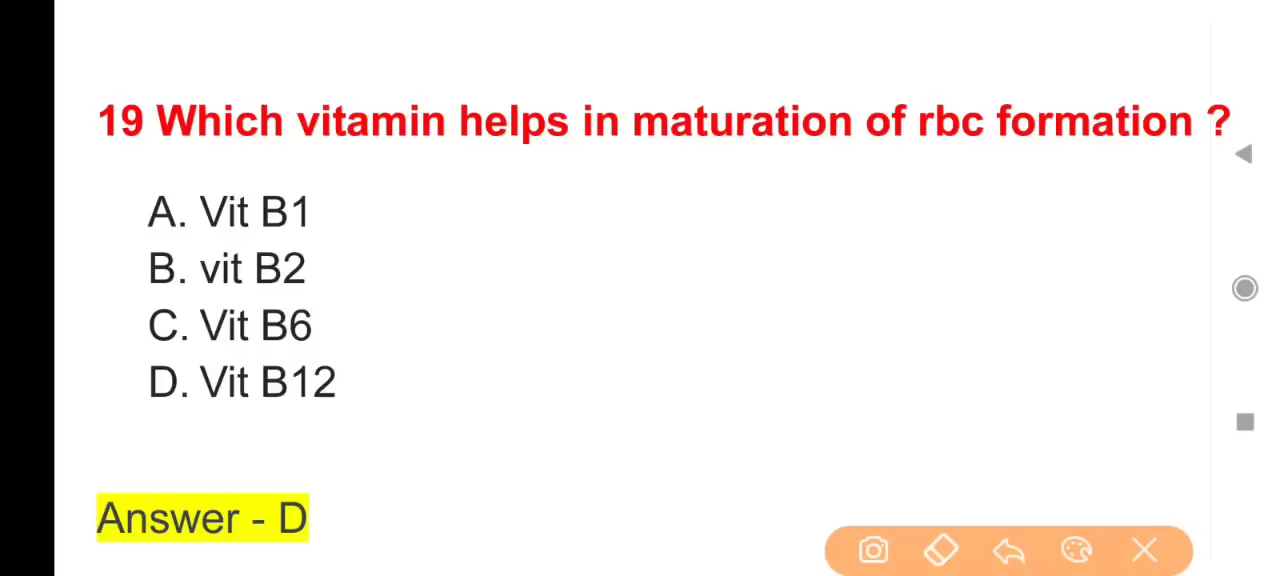 19 Which vitamin helps in maturation of rbc formation ?
A. Vit B1
B. vit B2
C. Vit B6
D. Vit B12
Answer - D